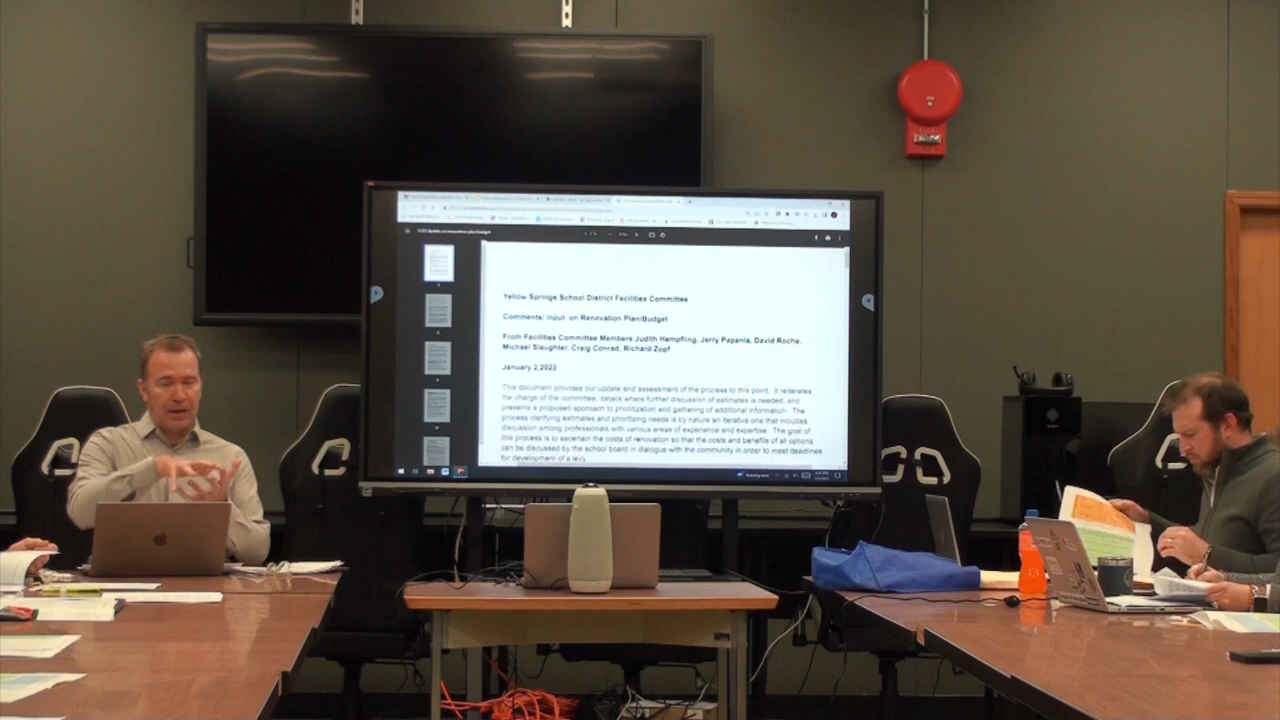 Yellow Springs School District Facilities Committee
Comments/ Input on Renovation Plan/Budget
From Facilities Committee Members Judith Hempfling, Jerry Papania, David Roche,
Michael Slaughter, Craig Conrad, Richard Zopf
January 2,2023
This document provides our update and assessment of the process to this point. It reiterates
the charge of the committee, details where further discussion of estimates is needed, and
presents a proposed approach to prioritization and gathering of additional information. The
process clarifying estimates and prioritizing needs is by nature an iterative one that includes
discussion among professionals with various areas of experience and expertise. The goal of
this process is to ascertain the costs of renovation so that the costs and benefits of all options
can be discussed by the school board in dialogue with the community in order to meet deadlines
for development of a levy.